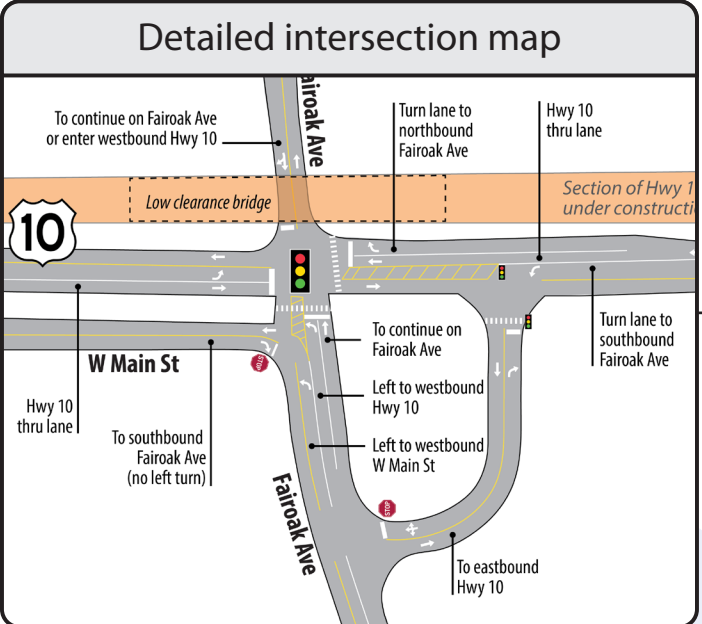 Detailed intersection map
To continue on Fairoak Ave
or enter westbound Hwy 10
airoak Ave
Turn lane to
northbound
Fairoak Ave
Hwy 10
thru lane
Low clearance bridge
Section of Hwy 1
under constructi
10
W Main St
STOP
To continue on
Fairoak Ave
Turn lane to
southbound
Fairoak Ave
Hwy 10
thru lane
Left to westbound
Hwy 10
To southbound
Fairoak Ave
(no left turn)
Left to westbound
W Main St
Fairoak Ave
STOP
To eastbound
Hwy 10